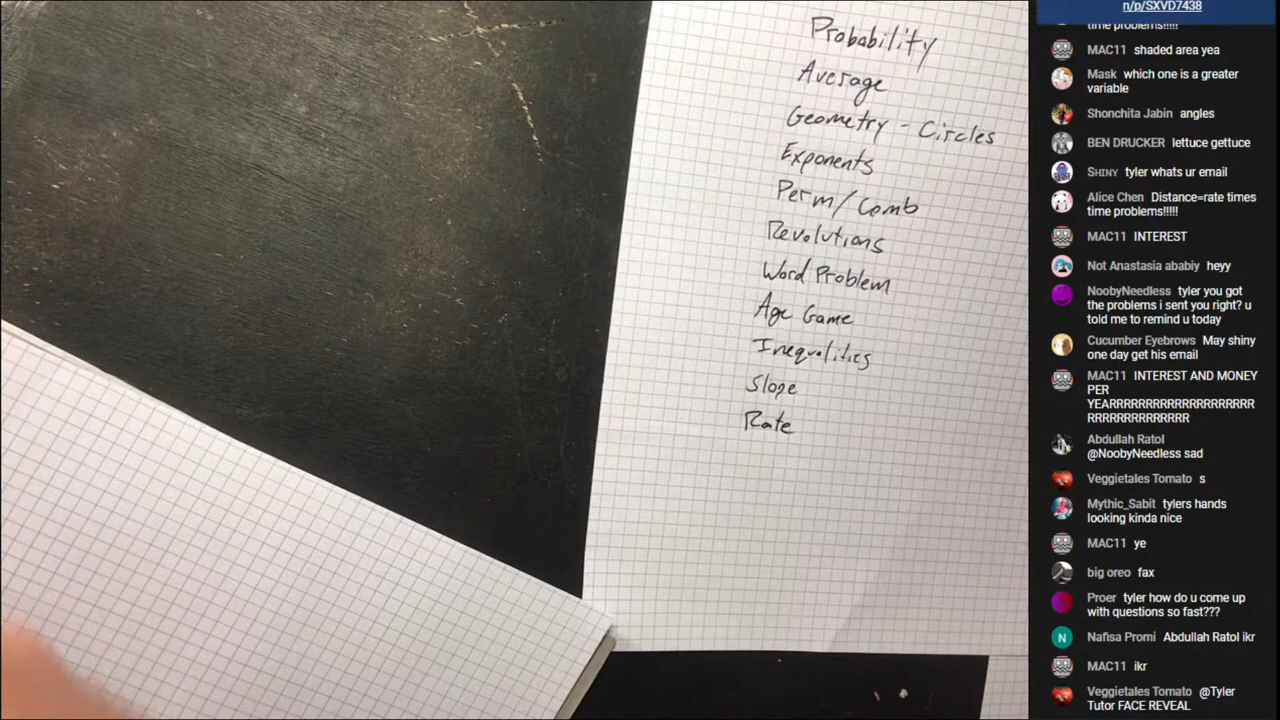 Probability
Average
Geometry - Circles
Exponents
Perm/Comb
Revolutions
Word Problem
Age Game
Inequalities
Slope
Rate
n/p/SXVD7438
time problems!!!!!
MAC11 shaded area yea
Mask which one is a greater
variable
Shonchita Jabin angles
BEN DRUCKER lettuce gettuce
SHINY tyler whats ur email
Alice Chen Distance=rate times
time problems!!!!!
MAC11 INTEREST
Not Anastasia ababiy heyy
NoobyNeedless tyler you got
the problems i sent you right? u
told me to remind u today
Cucumber Eyebrows May shiny
one day get his email
MAC11 INTEREST AND MONEY
PER
YEARRRRRRRRRRRRRRRRRRRR
RRRRRRRRRRRRRRR
Abdullah Ratol
@NoobyNeedless sad
Veggietales Tomato s
Mythic_Sabit tylers hands
looking kinda nice
MAC11 ye
big oreo fax
Proer tyler how do u come up
with questions so fast???
N
Nafisa Promi Abdullah Ratol ikr
MAC11 ikr
Veggietales Tomato @Tyler
Tutor FACE REVEAL